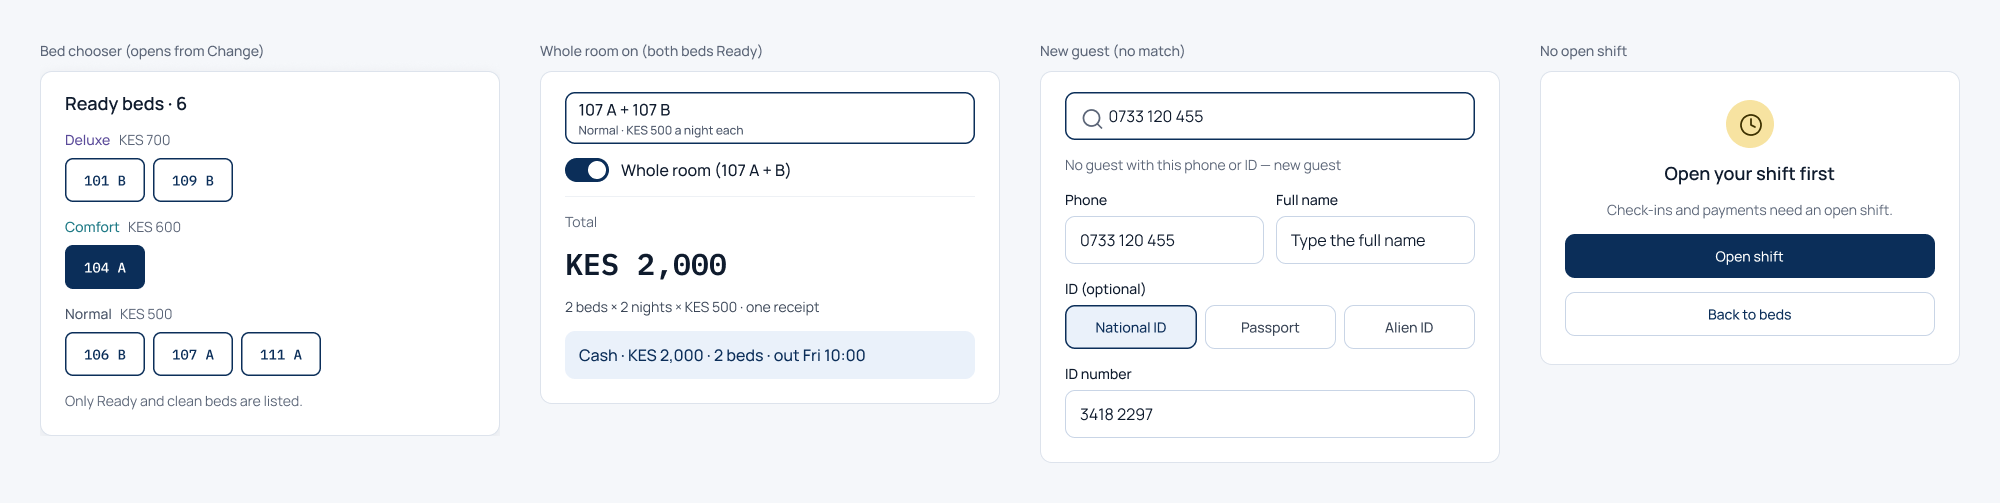 Bed chooser (opens from Change)
Ready beds · 6
Deluxe KES 700
101 B 109 B
Comfort KES 600
104 A
Normal KES 500
106 B 107 A 111 A
Only Ready and clean beds are listed.
Whole room on (both beds Ready)
107 A + 107 B
Normal · KES 500 a night each
Whole room (107 A + B)
Total
KES 2,000
2 beds × 2 nights × KES 500 · one receipt
Cash · KES 2,000 · 2 beds · out Fri 10:00
New guest (no match)
0733 120 455
No guest with this phone or ID — new guest
Phone Full name
0733 120 455 Type the full name
ID (optional)
National ID Passport Alien ID
ID number
3418 2297
No open shift
Open your shift first
Check-ins and payments need an open shift.
Open shift
Back to beds